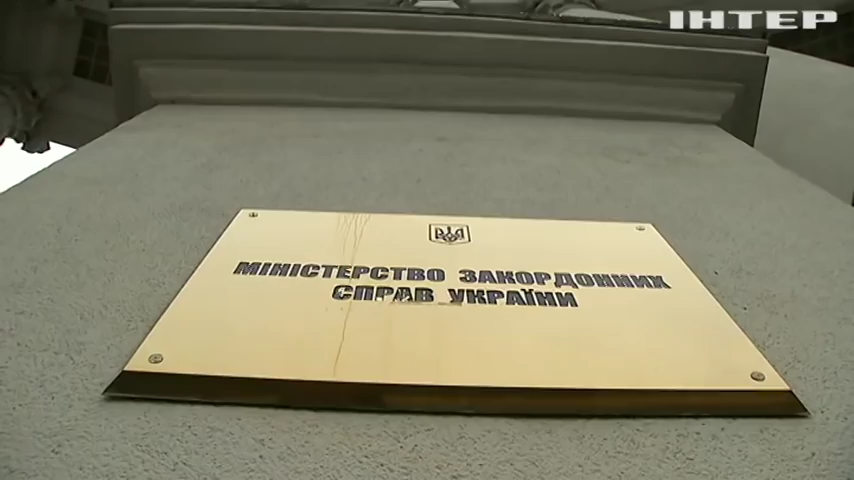 ІНТЕР
МІНІСТЕРСТВО ЗАКОРДОННИХ
СПРАВ УКРАЇНИ